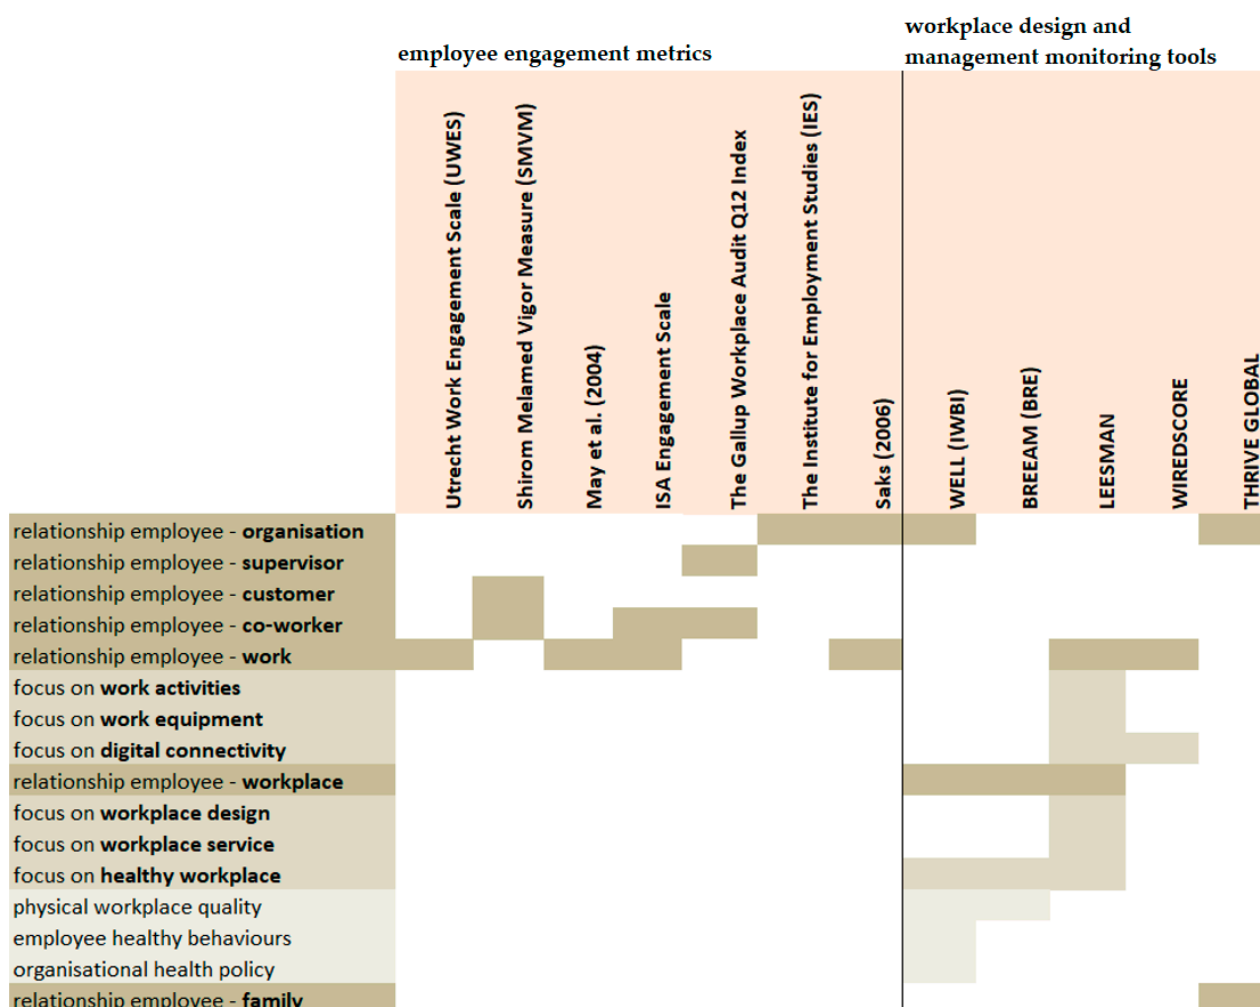 employee engagement metrics
workplace design and
management monitoring tools
Utrecht Work Engagement Scale (UWES)
Shirom Melamed Vigor Measure (SMVM)
May et al. (2004)
ISA Engagement Scale
The Gallup Workplace Audit Q12 Index
The Institute for Employment Studies (IES)
Saks (2006)
WELL (IWBI)
BREEAM (BRE)
LEESMAN
WIREDSCORE
THRIVE GLOBAL
relationship employee - organisation
relationship employee - supervisor
relationship employee - customer
relationship employee - co-worker
relationship employee - work
focus on work activities
focus on work equipment
focus on digital connectivity
relationship employee - workplace
focus on workplace design
focus on workplace service
focus on healthy workplace
physical workplace quality
employee healthy behaviours
organisational health policy
relationship employee - family